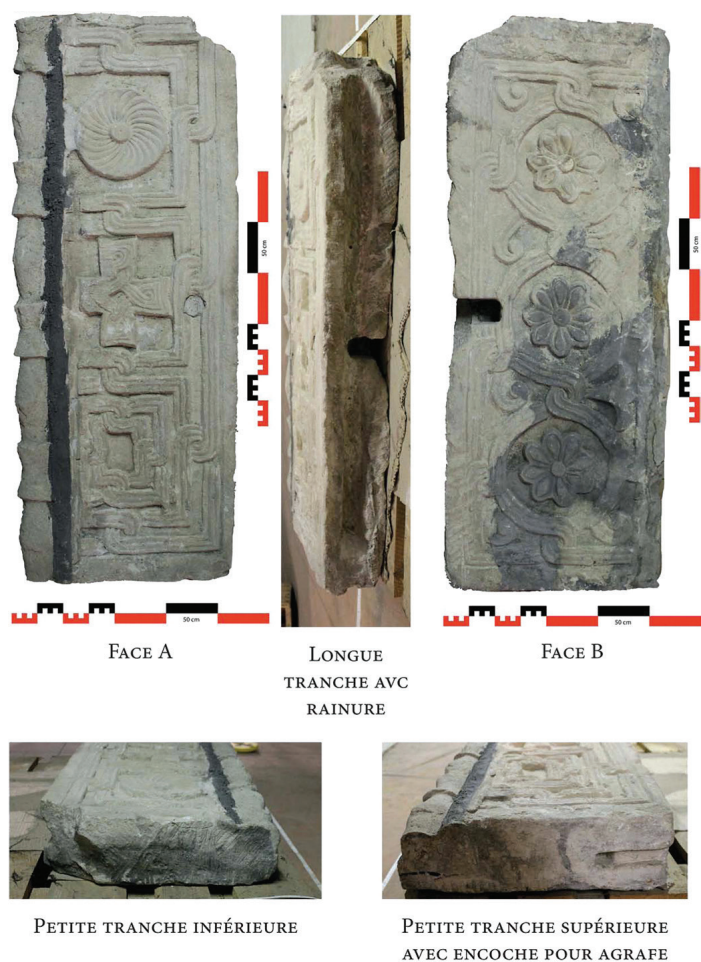 50 cm
50 cm
50 cm
50 cm
Face A
Longue
tranche avc
rainure
Face B
Petite tranche inférieure
Petite tranche supérieure
avec encoche pour agrafe